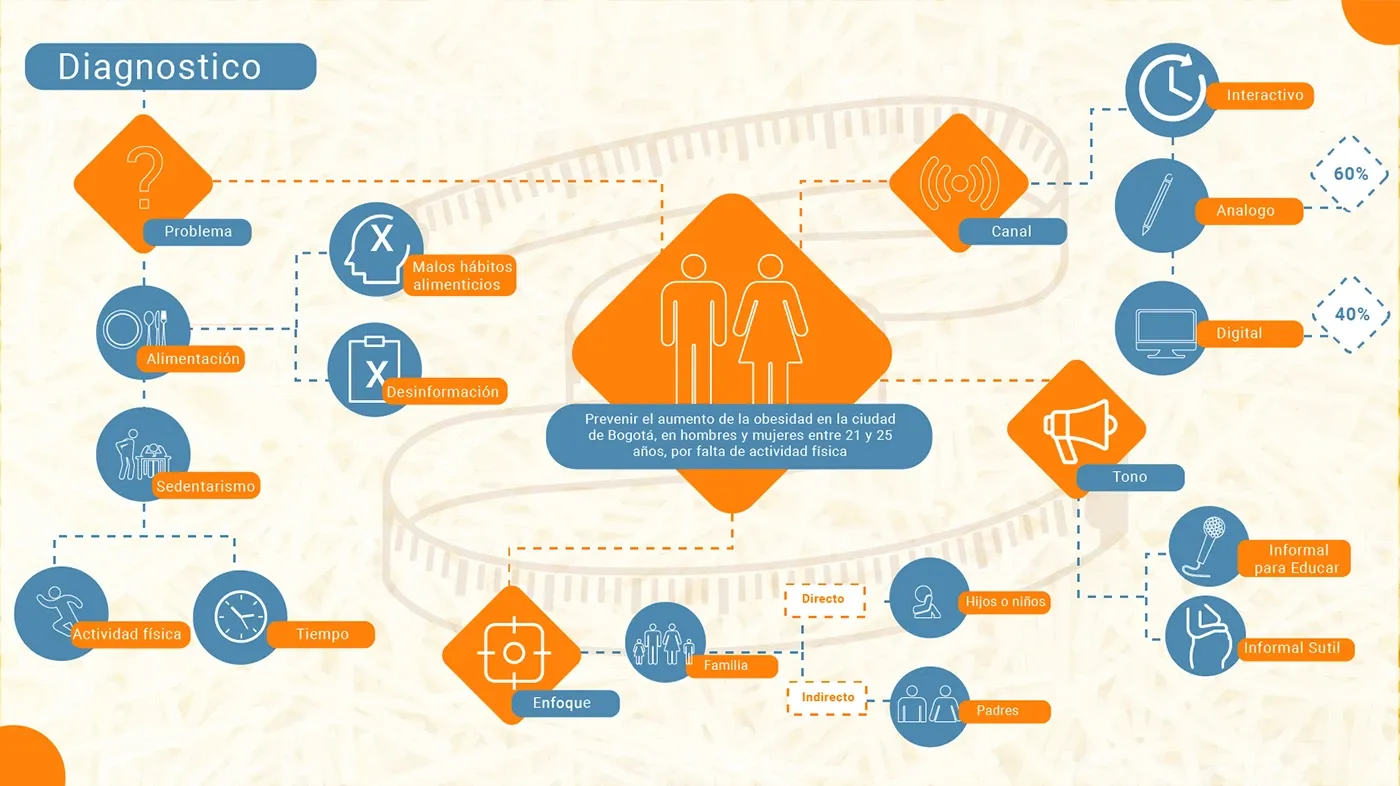 Diagnostico
Problema
Alimentación
Malos hábitos
alimenticios
X
X
Desinformación
Sedentarismo
Actividad física
Tiempo
Prevenir el aumento de la obesidad en la ciudad
de Bogotá, en hombres y mujeres entre 21 y 25
años, por falta de actividad física
Canal
Interactivo
Analogo
60%
Digital
40%
Tono
Informal
para Educar
Informal Sutil
Enfoque
Familia
Directo
Hijos o niños
Indirecto
Padres